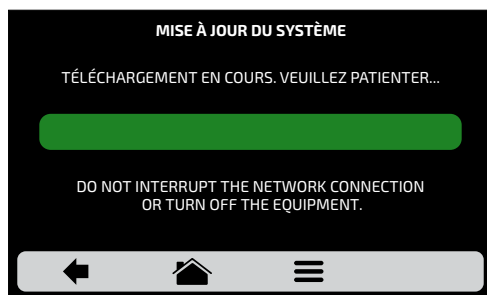 MISE À JOUR DU SYSTÈME
TÉLÉCHARGEMENT EN COURS. VEUILLEZ PATIENTER...
DO NOT INTERRUPT THE NETWORK CONNECTION
OR TURN OFF THE EQUIPMENT.